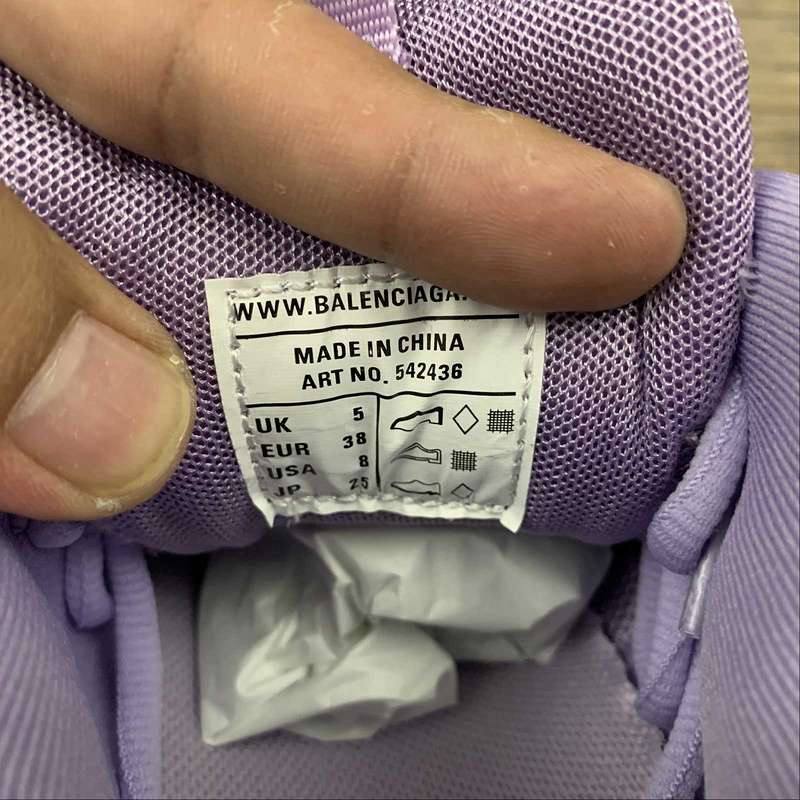 WWW.BALENCIAGA.
MADE IN CHINA
ART NO. 542436
UK 5
EUR 38
USA 8
JP 25